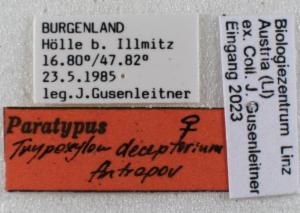 BURGENLAND
Hölle b. Illmitz
16.80°/47.82°
23.5.1985
leg.J.Gusenleitner
Paratypus ♀
Trypoxylon deceptorium
Antropov
Biologiezentrum Linz
Austria (LI)
ex. Coll. J. Gusenleitner
Eingang 2023